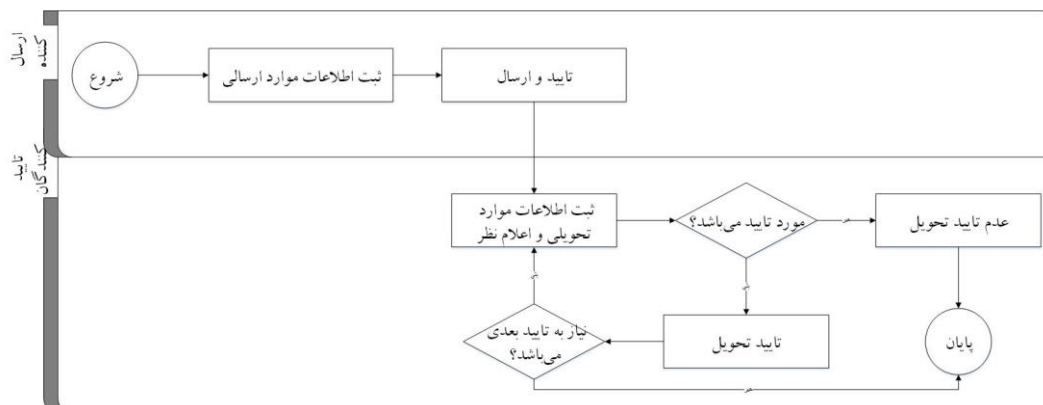 ارسال
کننده
شروع
ثبت اطلاعات موارد ارسالی
تایید و ارسال
تایید
کنندگان
ثبت اطلاعات موارد
تحویلی و اعلام نظر
مورد تایید می‌باشد؟
عدم تایید تحویل
تایید تحویل
نیاز به تایید بعدی
می‌باشد؟
پایان